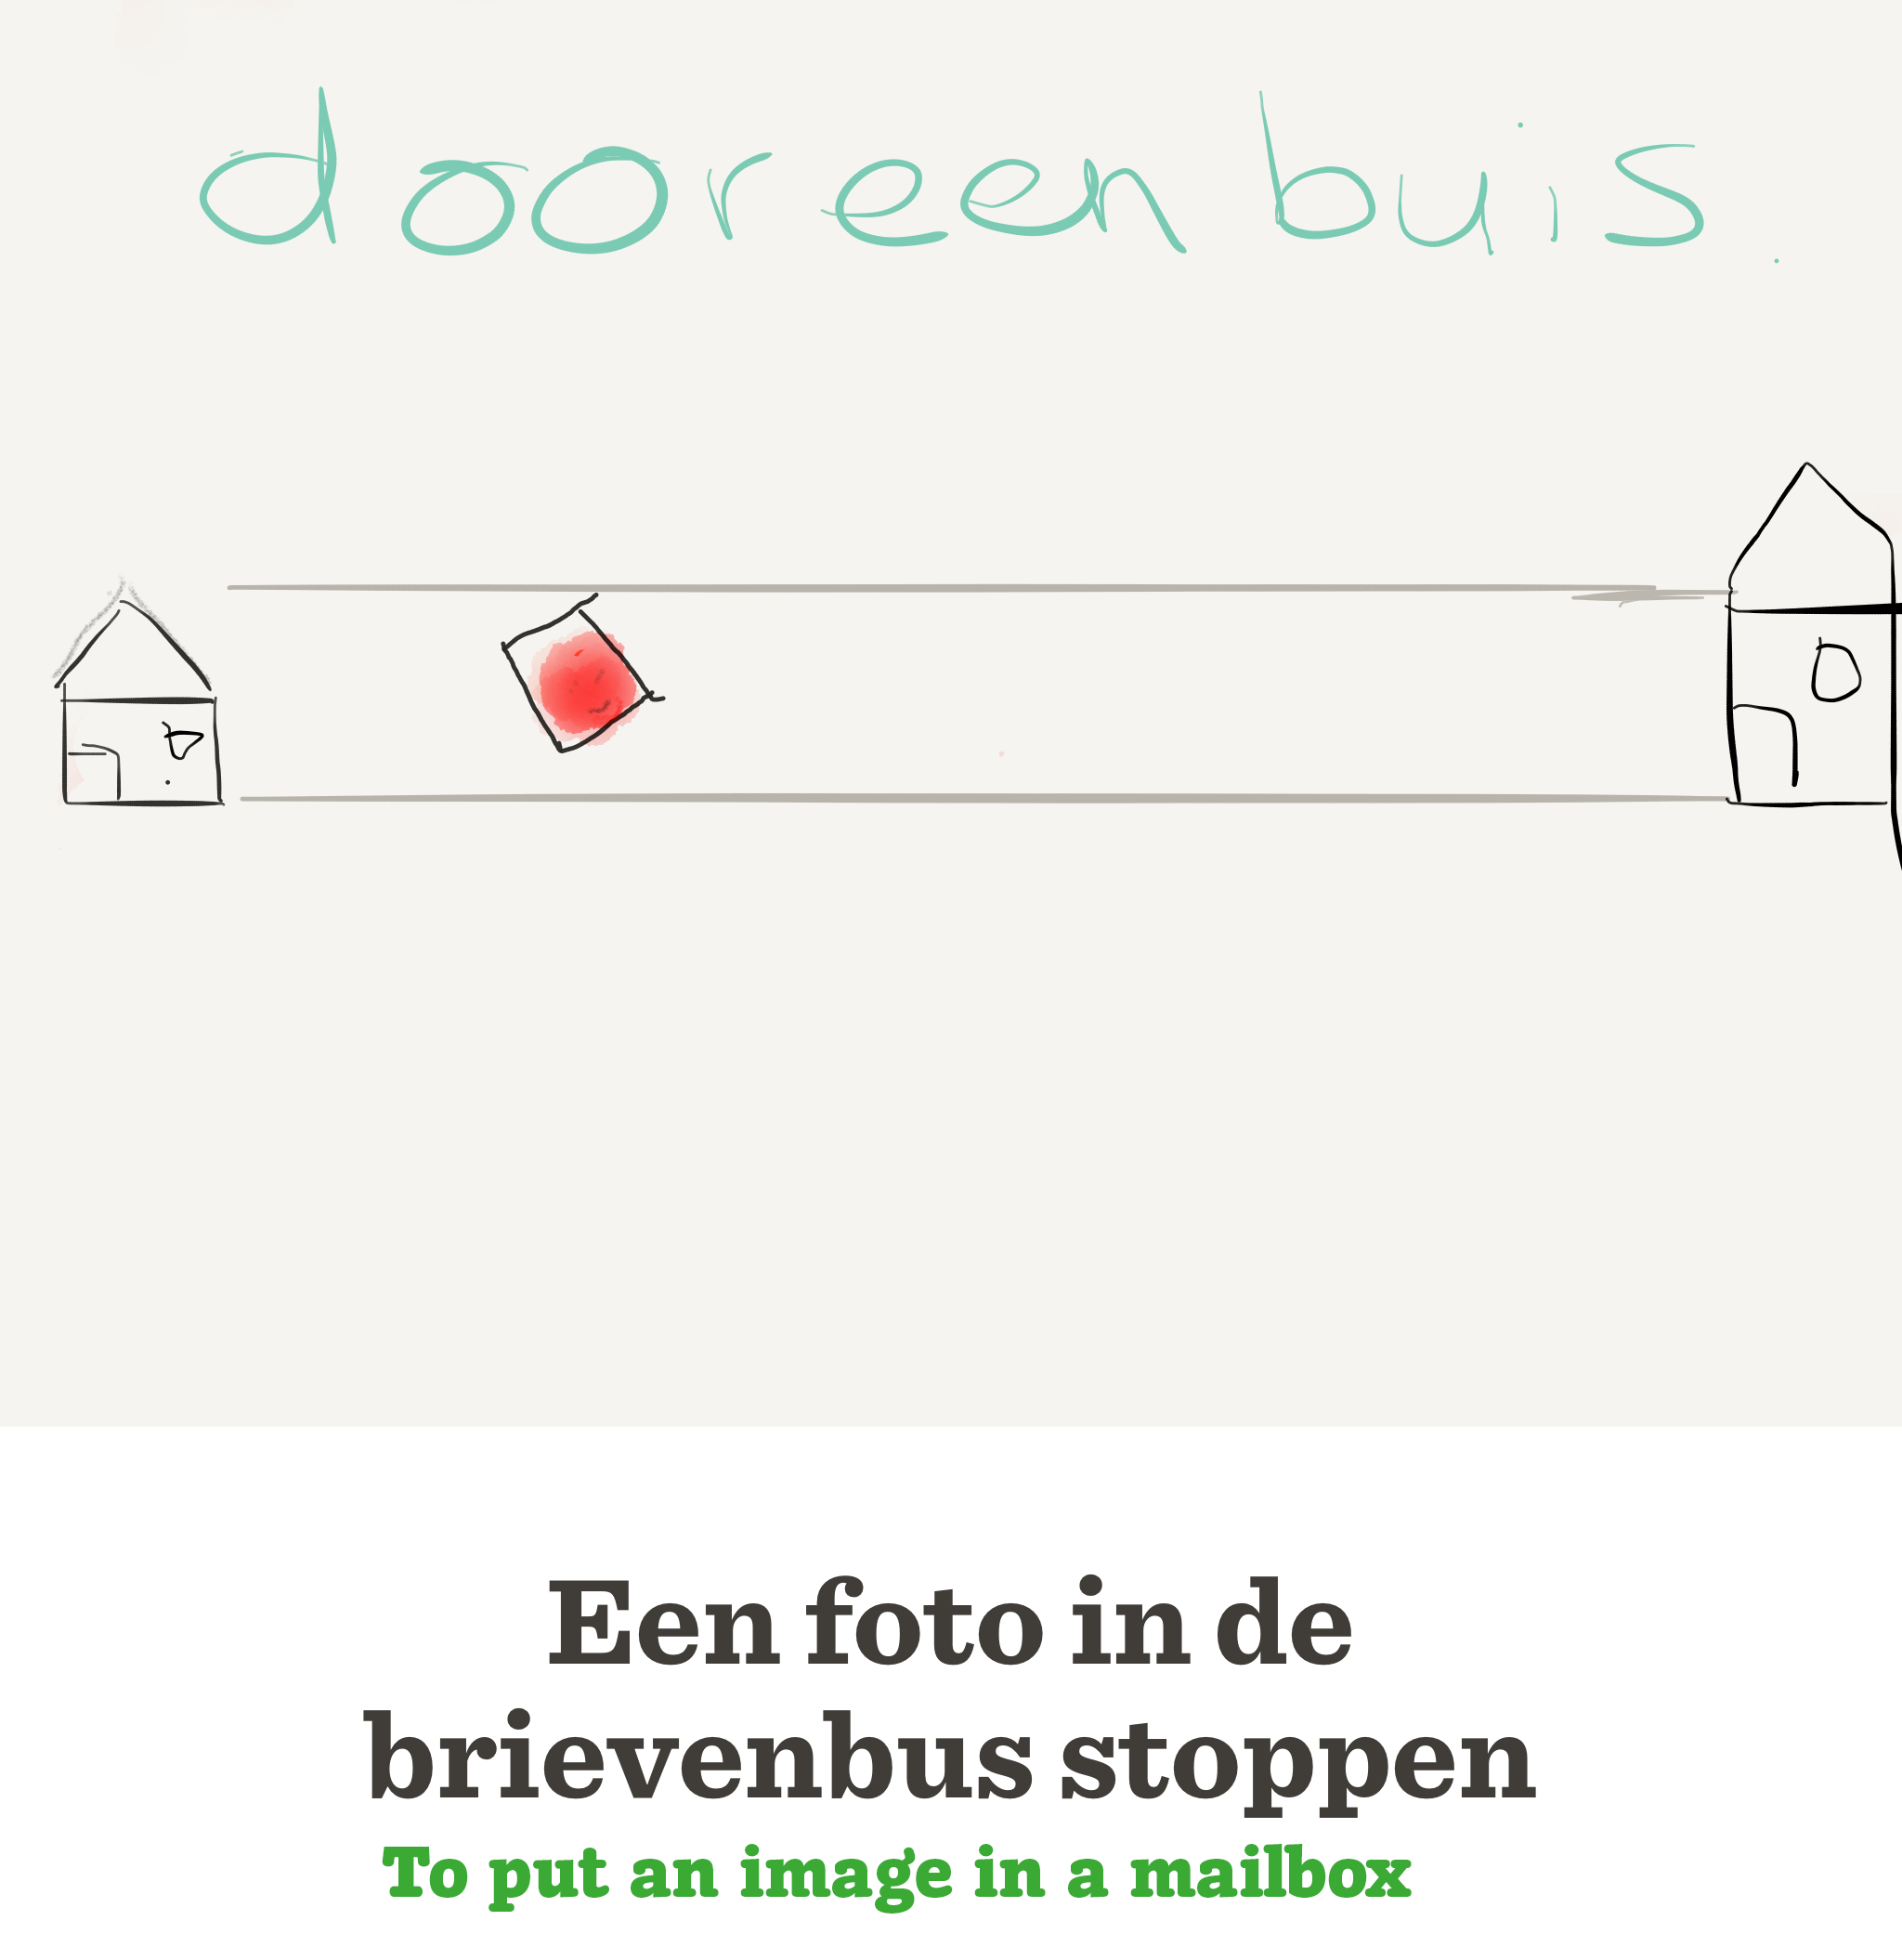 door een buis.
Een foto in de
brievenbus stoppen
To put an image in a mailbox